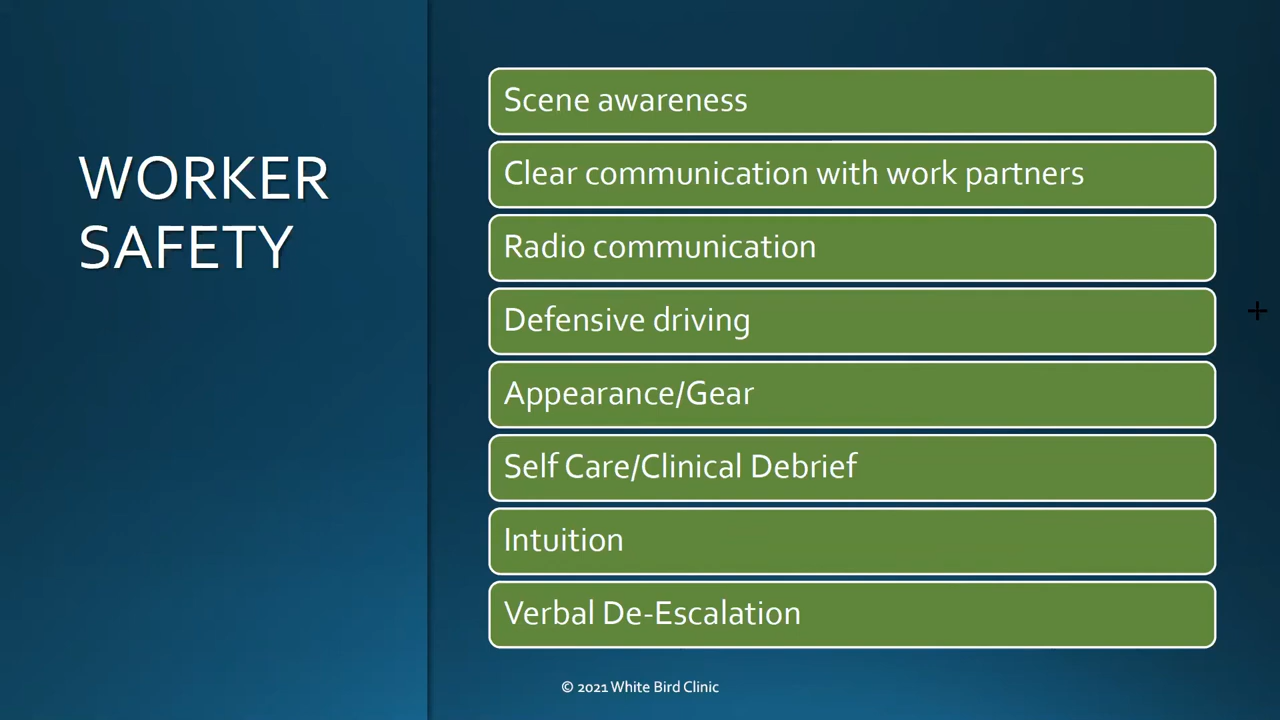 WORKER
SAFETY
Scene awareness
Clear communication with work partners
Radio communication
Defensive driving
Appearance/Gear
Self Care/Clinical Debrief
Intuition
Verbal De-Escalation
© 2021 White Bird Clinic